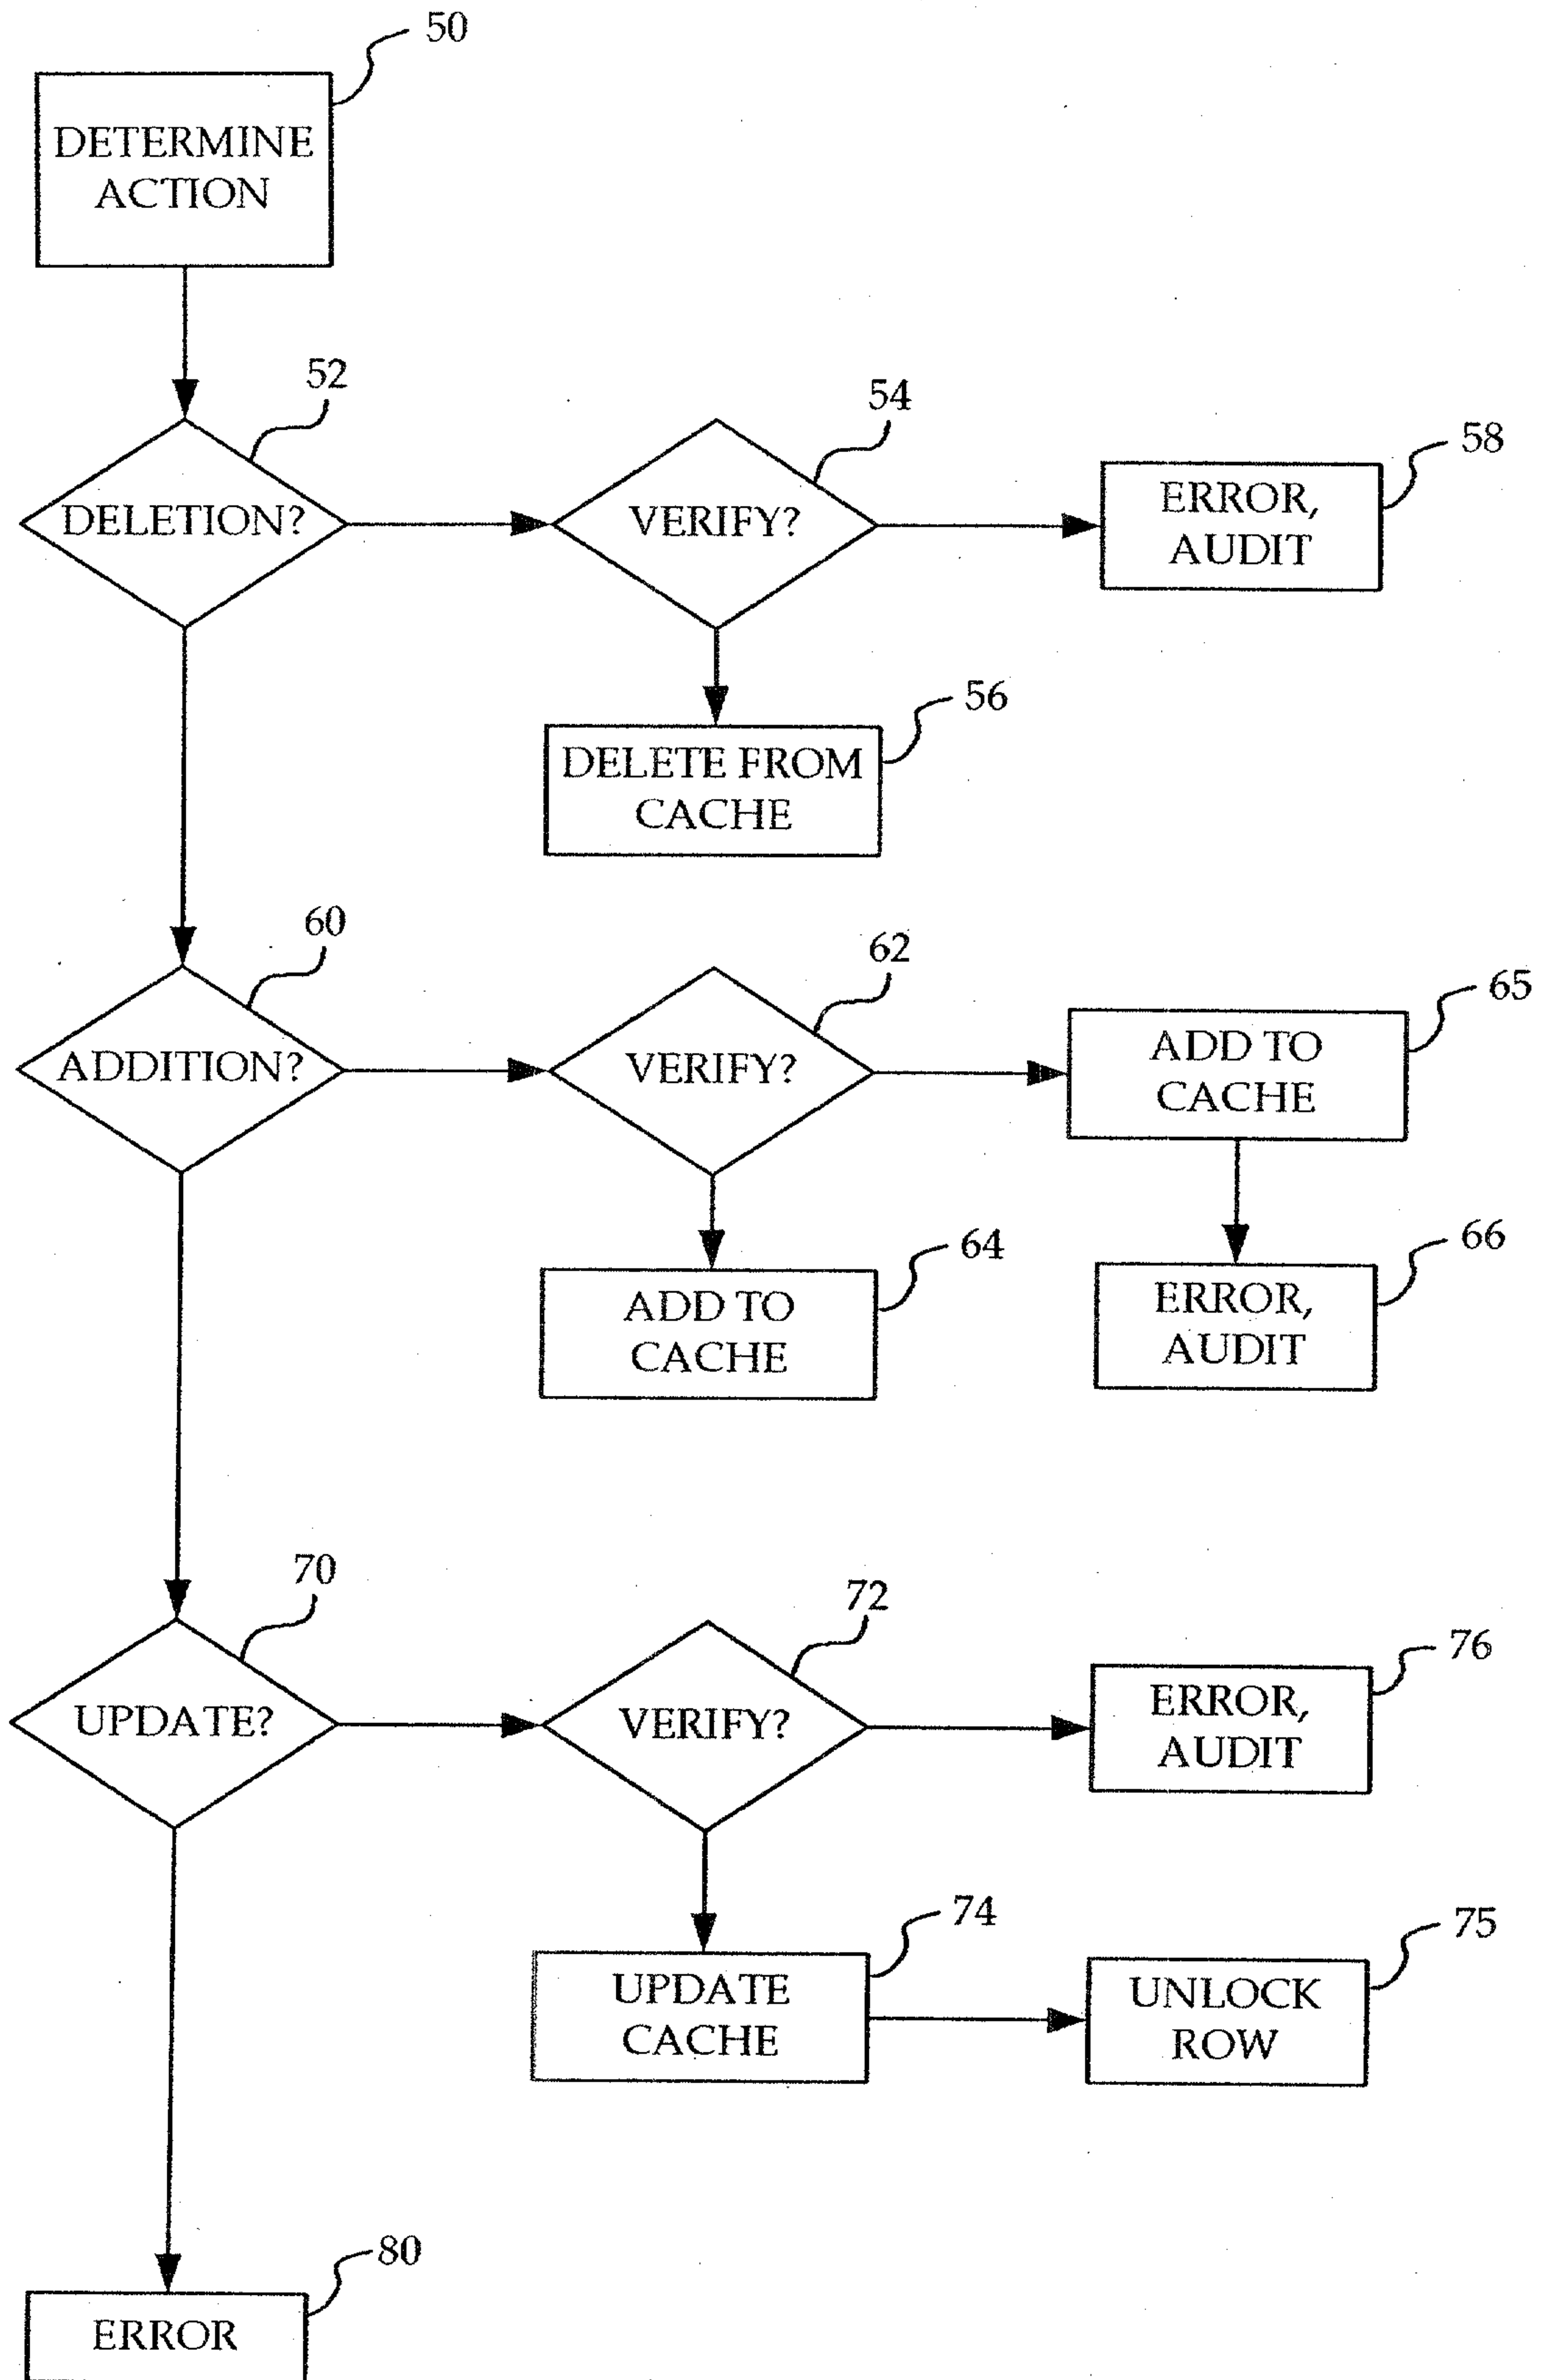 50
DETERMINE
ACTION
52
DELETION?
54
VERIFY?
58
ERROR,
AUDIT
56
DELETE FROM
CACHE
60
ADDITION?
62
VERIFY?
65
ADD TO
CACHE
64
ADD TO
CACHE
66
ERROR,
AUDIT
70
UPDATE?
72
VERIFY?
76
ERROR,
AUDIT
74
UPDATE
CACHE
75
UNLOCK
ROW
80
ERROR